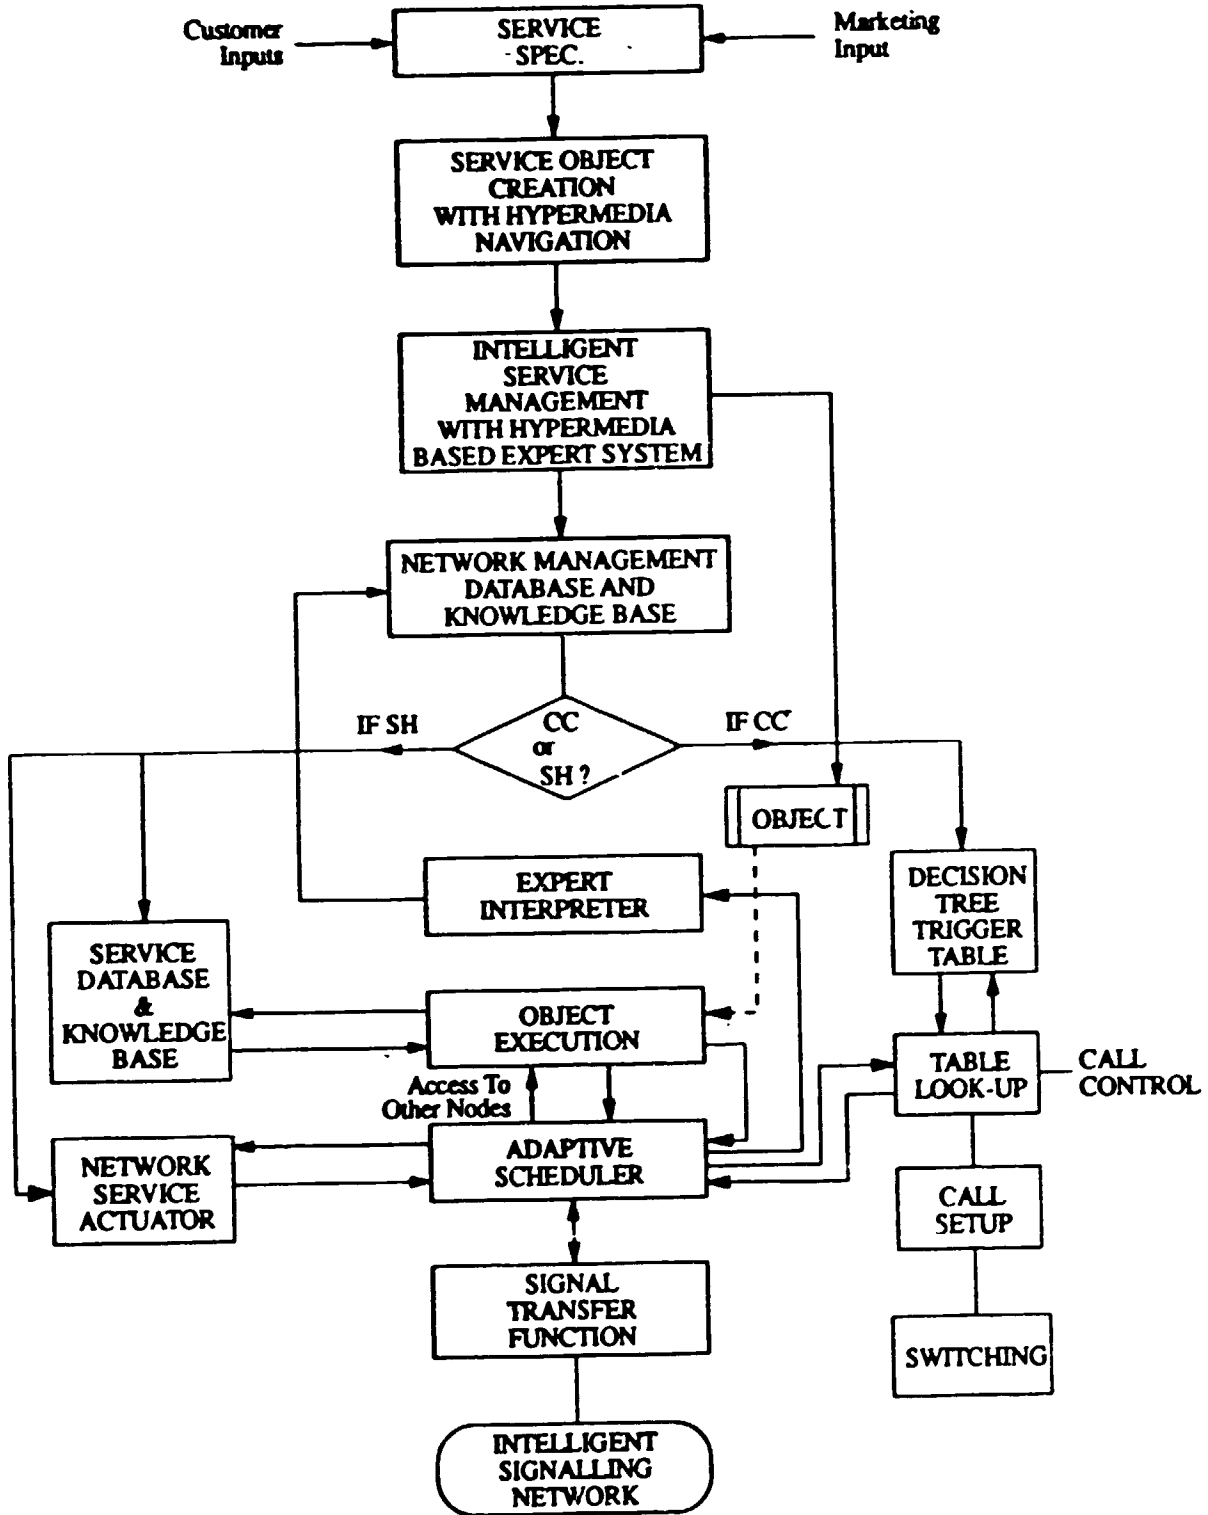 Customer
Inputs
SERVICE
SPEC.
Marketing
Input
SERVICE OBJECT
CREATION
WITH HYPERMEDIA
NAVIGATION
INTELLIGENT
SERVICE
MANAGEMENT
WITH HYPERMEDIA
BASED EXPERT SYSTEM
NETWORK MANAGEMENT
DATABASE AND
KNOWLEDGE BASE
IF SH
CC
or
SH ?
IF CC
OBJECT
EXPERT
INTERPRETER
DECISION
TREE
TRIGGER
TABLE
SERVICE
DATABASE
&
KNOWLEDGE
BASE
OBJECT
EXECUTION
TABLE
LOOK-UP
CALL
CONTROL
Access To
Other Nodes
ADAPTIVE
SCHEDULER
NETWORK
SERVICE
ACTUATOR
CALL
SETUP
SIGNAL
TRANSFER
FUNCTION
SWITCHING
INTELLIGENT
SIGNALLING
NETWORK